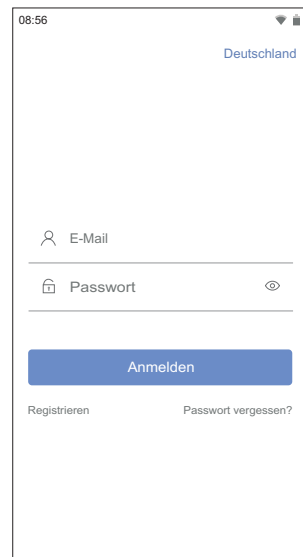 08:56
Deutschland
E-Mail
Passwort
Anmelden
Registrieren Passwort vergessen?